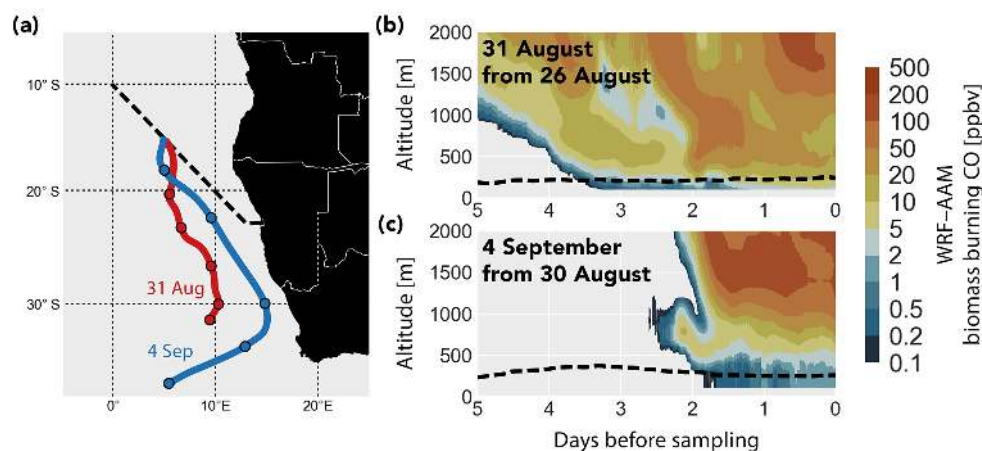 (a)
10° S
20° S
30° S
0°
10°E
20°E
31 Aug
4 Sep
(b)
2000
1500
1000
500
0
Altitude [m]
31 August
from 26 August
5
4
3
2
1
0
(c)
2000
1500
1000
500
0
Altitude [m]
4 September
from 30 August
5
4
3
2
1
0
Days before sampling
500
200
100
50
20
10
5
2
1
0.5
0.2
0.1
WRF–AAM
biomass burning CO [ppbv]